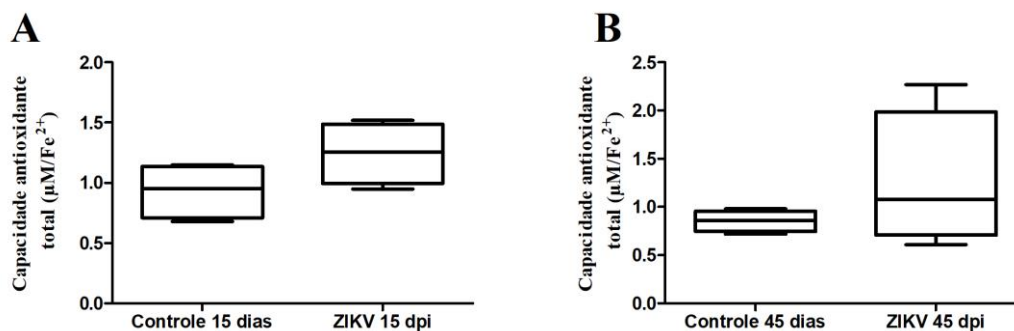 A
Capacidade antioxidante
total (µM/Fe²⁺)
2.0
1.5
1.0
0.5
0.0
Controle 15 dias
ZIKV 15 dpi
B
Capacidade antioxidante
total (µM/Fe²⁺)
2.5
2.0
1.5
1.0
0.5
0.0
Controle 45 dias
ZIKV 45 dpi